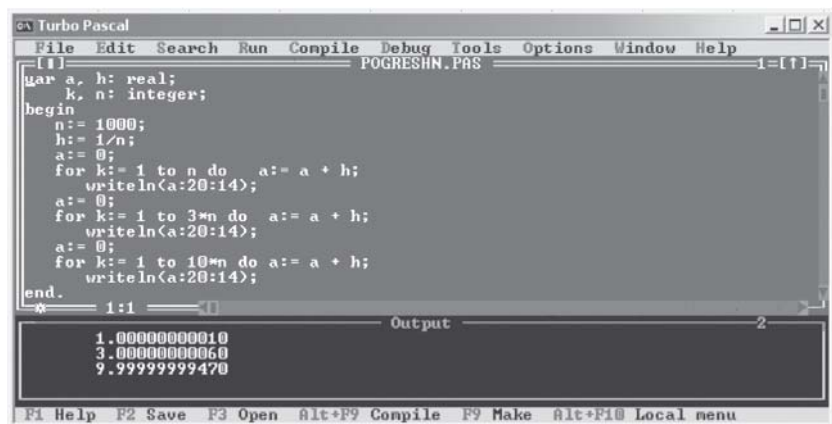 Turbo Pascal
File Edit Search Run Compile Debug Tools Options Window Help
POGRESHN.PAS 1=[↑]
var a, h: real;
k, n: integer;
begin
n:= 1000;
h:= 1/n;
a:= 0;
for k:= 1 to n do a:= a + h;
writeln(a:20:14);
a:= 0;
for k:= 1 to 3*n do a:= a + h;
writeln(a:20:14);
a:= 0;
for k:= 1 to 10*n do a:= a + h;
writeln(a:20:14);
end.
1:1
Output 2
1.00000000010
3.00000000060
9.99999999470
F1 Help F2 Save F3 Open Alt+F9 Compile F9 Make Alt+F10 Local menu